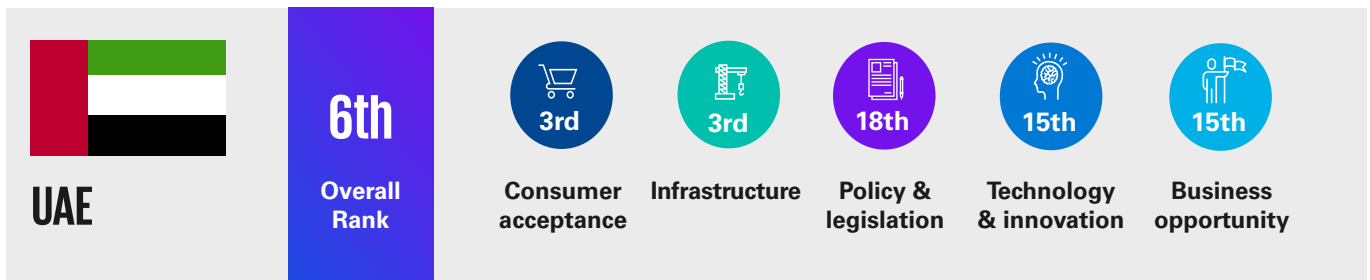 UAE
6th
Overall
Rank
3rd
Consumer
acceptance
3rd
Infrastructure
18th
Policy &
legislation
15th
Technology
& innovation
15th
Business
opportunity